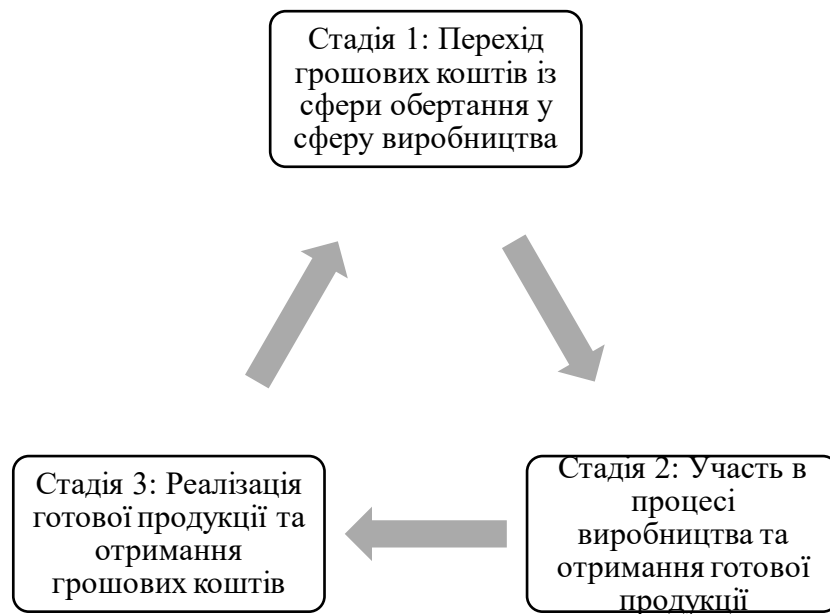 Стадія 1: Перехід
грошових коштів із
сфери обертання у
сферу виробництва
Стадія 2: Участь в
процесі
виробництва та
отримання готової
продукції
Стадія 3: Реалізація
готової продукції та
отримання
грошових коштів